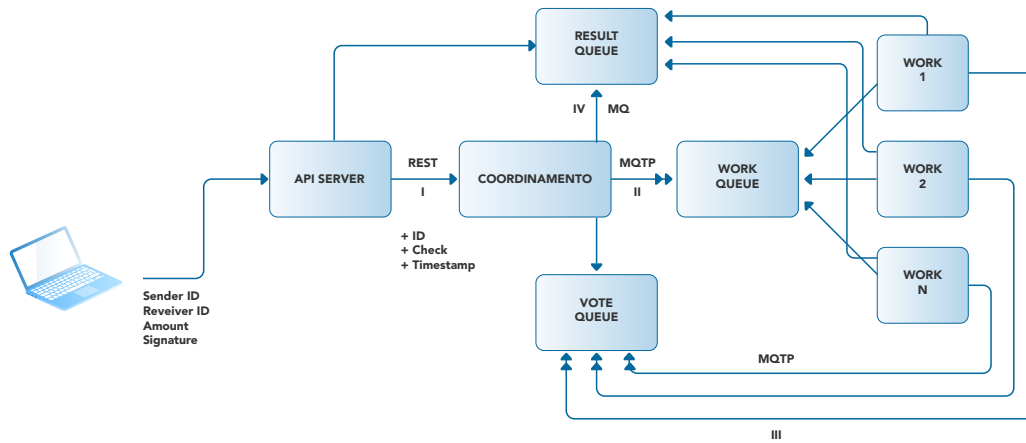 RESULT
QUEUE
WORK
1
IV
MQ
REST
I
API SERVER
COORDINAMENTO
MQTP
II
WORK
QUEUE
WORK
2
+ ID
+ Check
+ Timestamp
WORK
N
Sender ID
Reveiver ID
Amount
Signature
VOTE
QUEUE
MQTP
III